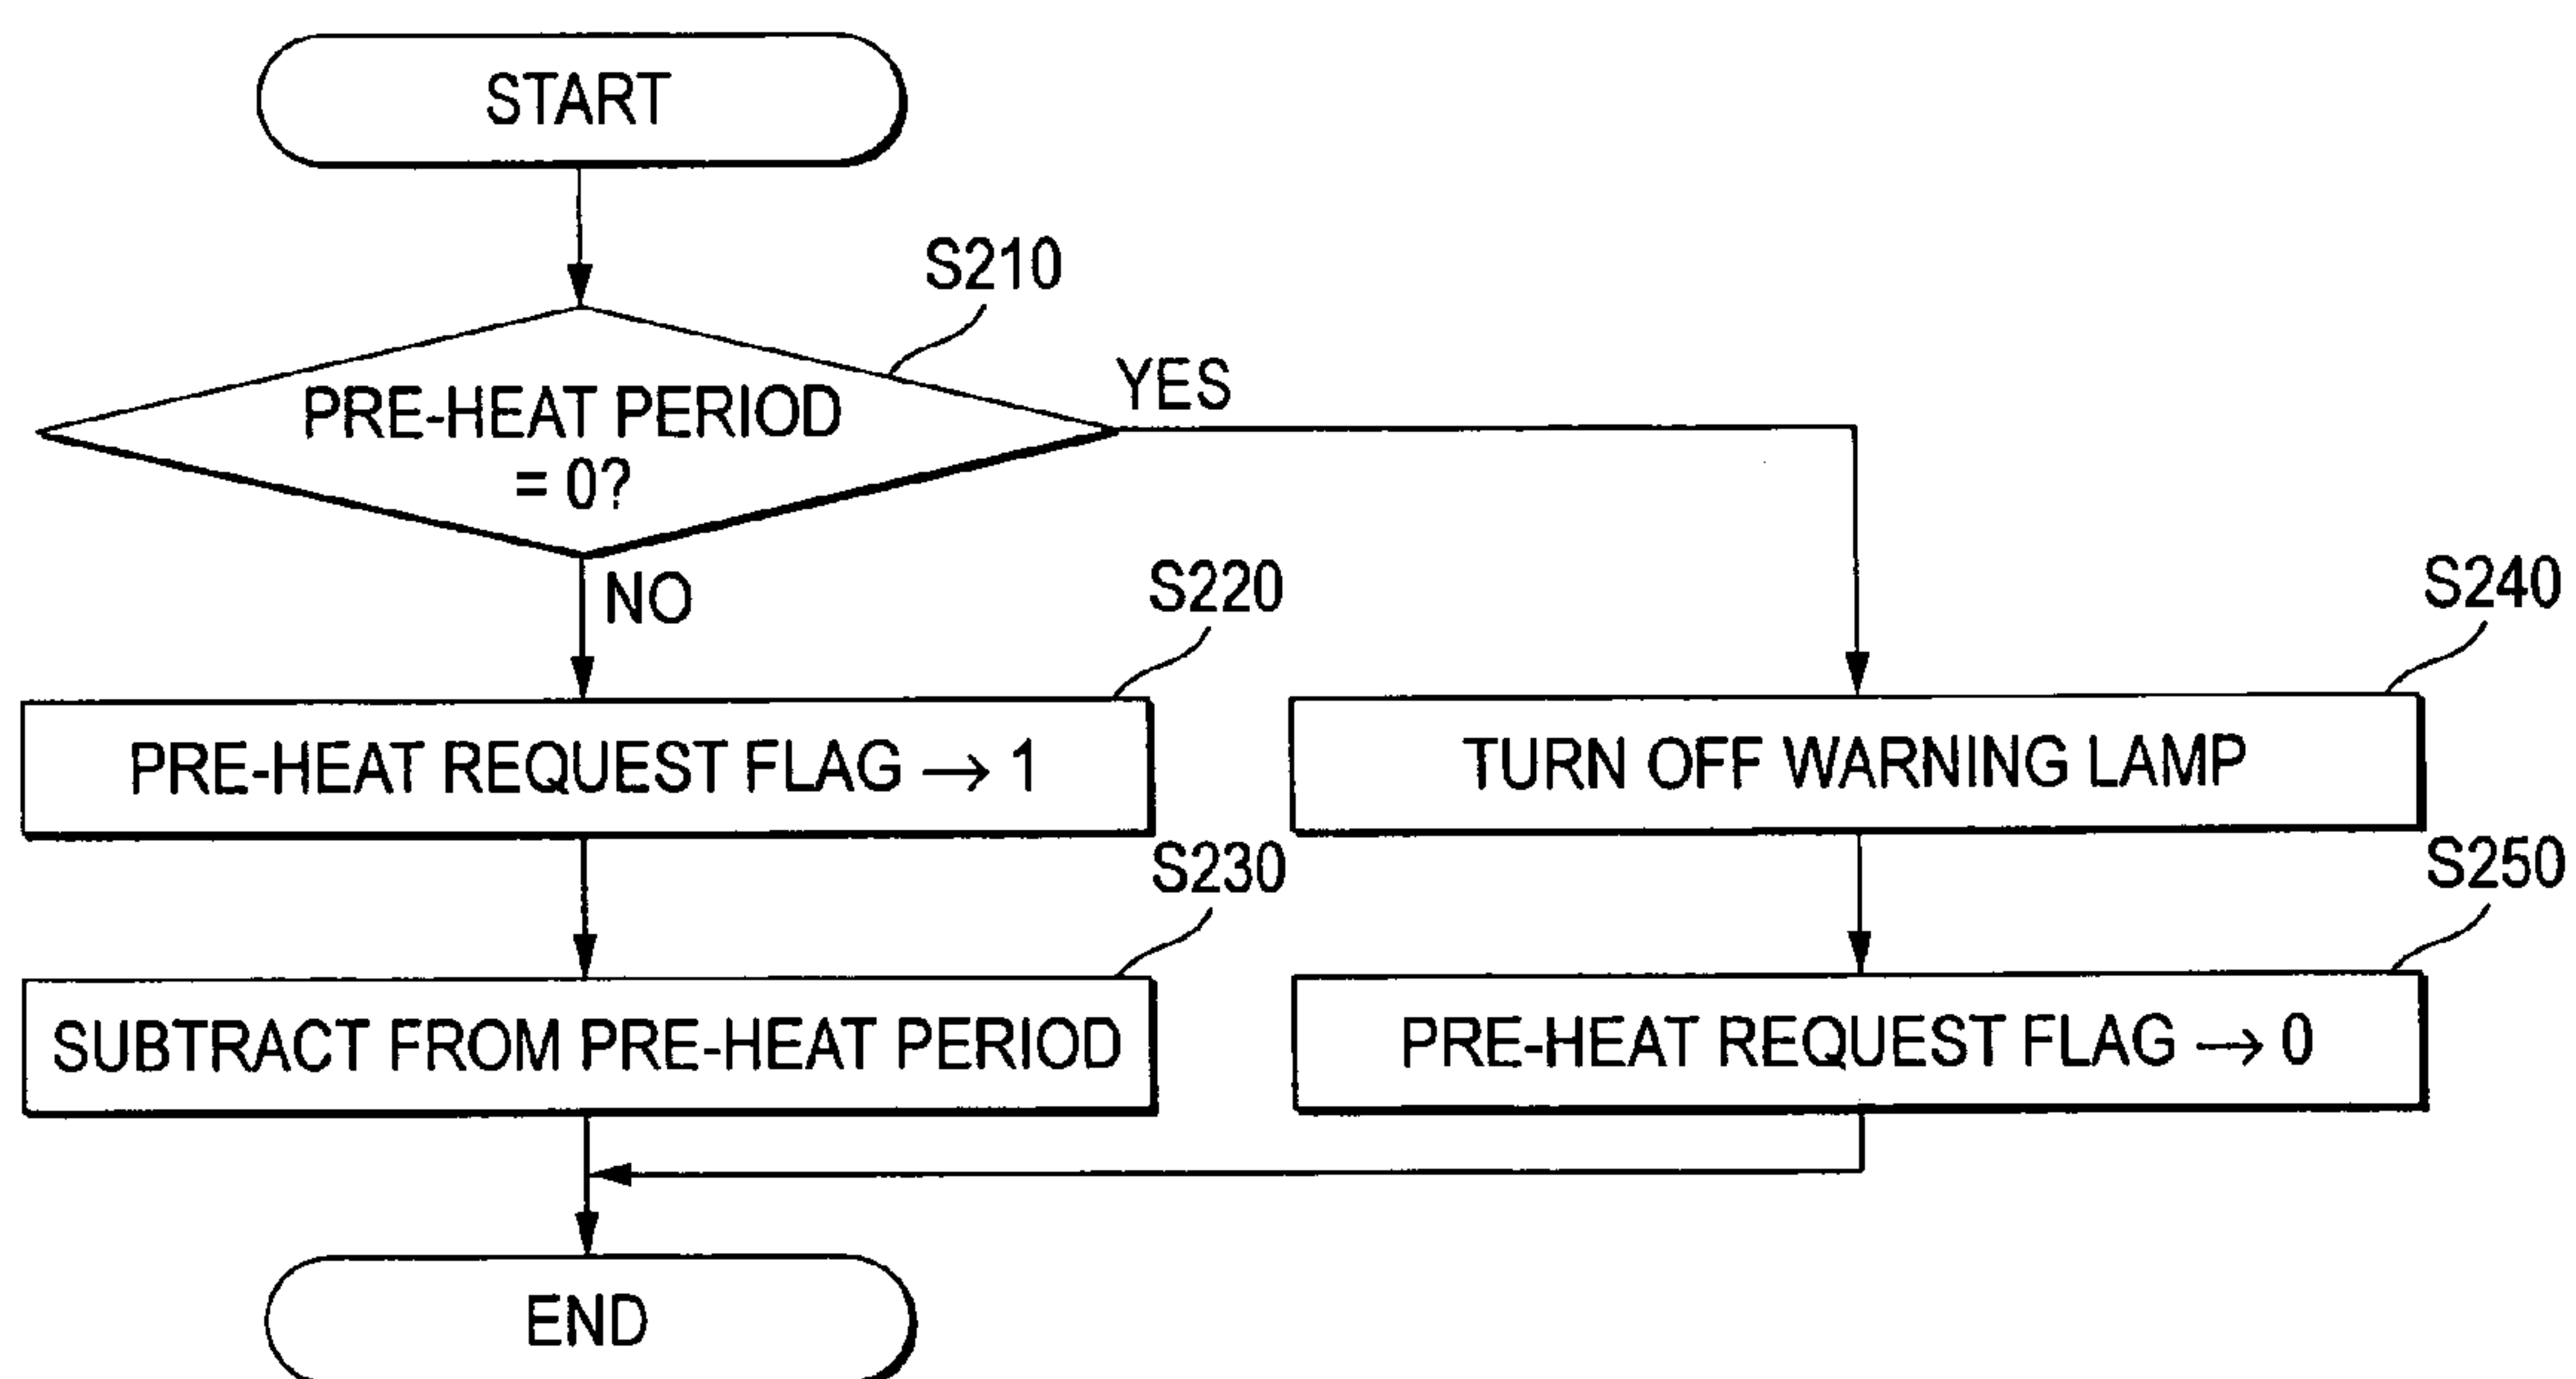 START
S210
PRE-HEAT PERIOD
= 0?
YES
NO
S220
PRE-HEAT REQUEST FLAG → 1
S240
TURN OFF WARNING LAMP
S230
SUBTRACT FROM PRE-HEAT PERIOD
S250
PRE-HEAT REQUEST FLAG → 0
END